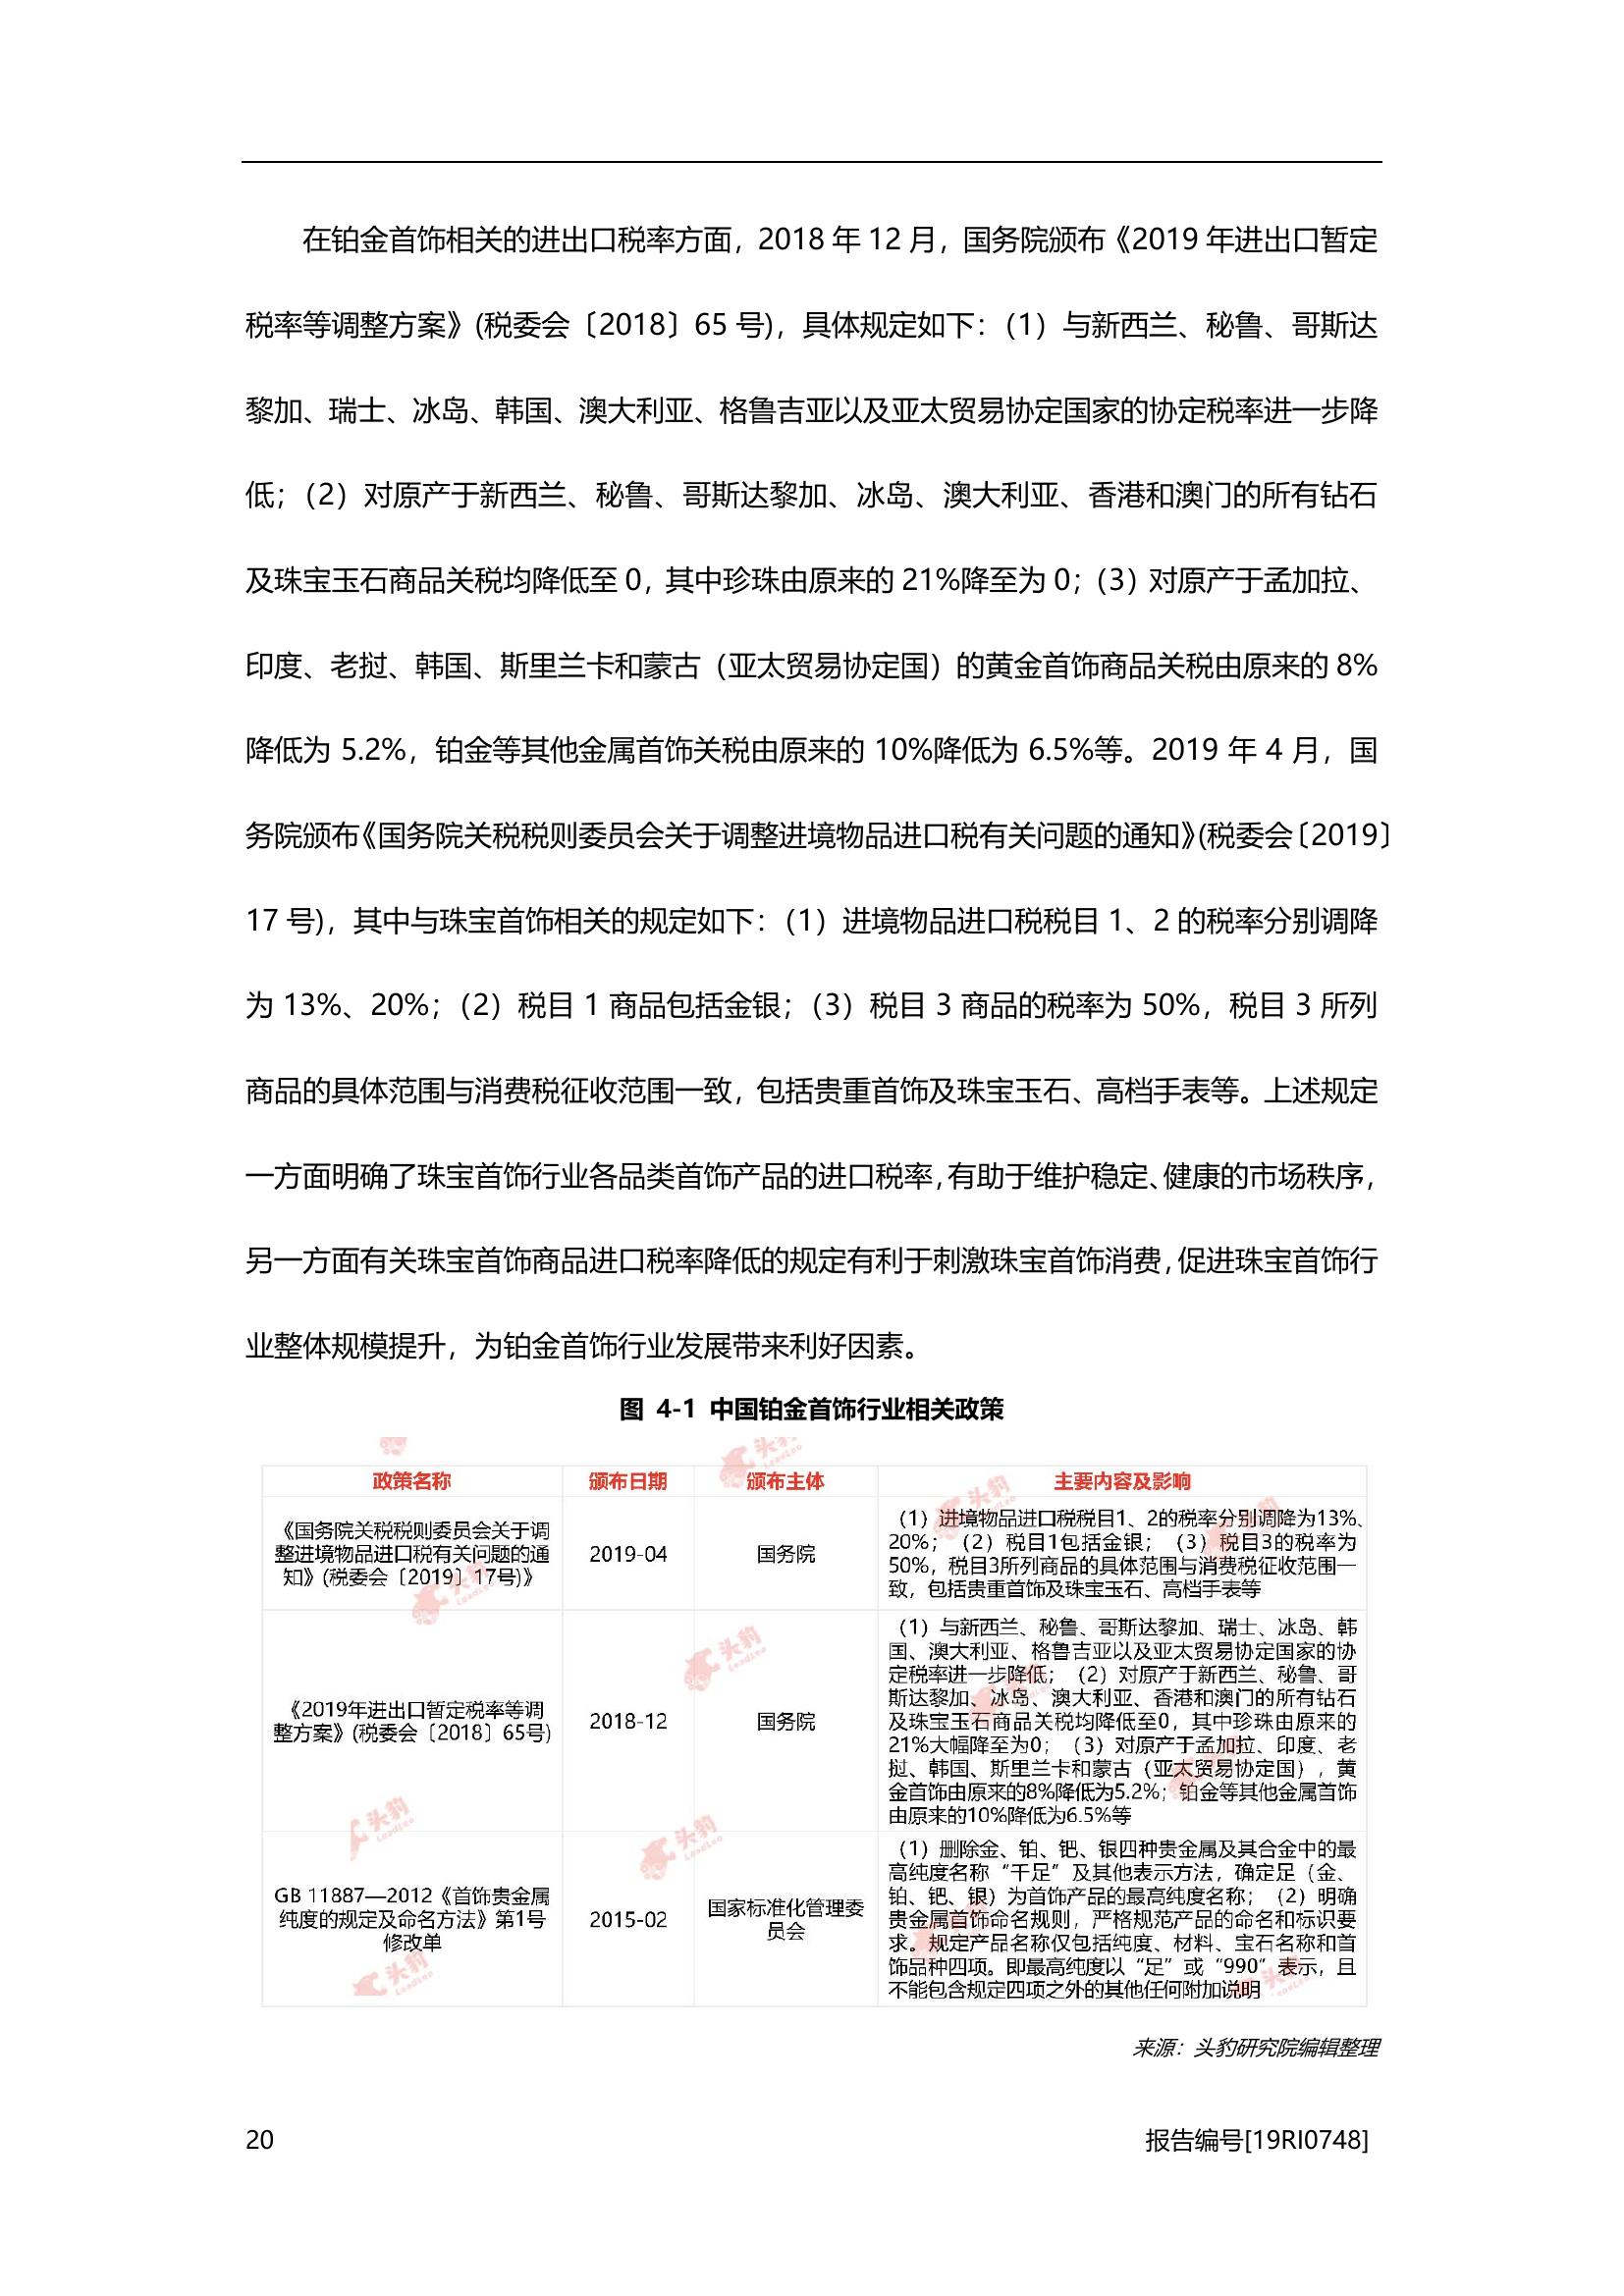 在铂金首饰相关的进出口税率方面，2018 年 12 月，国务院颁布《2019 年进出口暂定
税率等调整方案》(税委会〔2018〕65 号)，具体规定如下：（1）与新西兰、秘鲁、哥斯达
黎加、瑞士、冰岛、韩国、澳大利亚、格鲁吉亚以及亚太贸易协定国家的协定税率进一步降
低；（2）对原产于新西兰、秘鲁、哥斯达黎加、冰岛、澳大利亚、香港和澳门的所有钻石
及珠宝玉石商品关税均降低至 0，其中珍珠由原来的 21%降至为 0；（3）对原产于孟加拉、
印度、老挝、韩国、斯里兰卡和蒙古（亚太贸易协定国）的黄金首饰商品关税由原来的 8%
降低为 5.2%，铂金等其他金属首饰关税由原来的 10%降低为 6.5%等。2019 年 4 月，国
务院颁布《国务院关税税则委员会关于调整进境物品进口税有关问题的通知》(税委会〔2019〕
17 号)，其中与珠宝首饰相关的规定如下：（1）进境物品进口税税目 1、2 的税率分别调降
为 13%、20%；（2）税目 1 商品包括金银；（3）税目 3 商品的税率为 50%，税目 3 所列
商品的具体范围与消费税征收范围一致，包括贵重首饰及珠宝玉石、高档手表等。上述规定
一方面明确了珠宝首饰行业各品类首饰产品的进口税率，有助于维护稳定、健康的市场秩序，
另一方面有关珠宝首饰商品进口税率降低的规定有利于刺激珠宝首饰消费，促进珠宝首饰行
业整体规模提升，为铂金首饰行业发展带来利好因素。
图 4-1 中国铂金首饰行业相关政策
政策名称 颁布日期 颁布主体 主要内容及影响
《国务院关税税则委员会关于调
整进境物品进口税有关问题的通
知》(税委会〔2019〕17号)》
2019-04
国务院
（1）进境物品进口税税目1、2的税率分别调降为13%、
20%；（2）税目1包括金银；（3）税目3的税率为
50%，税目3所列商品的具体范围与消费税征收范围一
致，包括贵重首饰及珠宝玉石、高档手表等
《2019年进出口暂定税率等调
整方案》(税委会〔2018〕65号)
2018-12
国务院
（1）与新西兰、秘鲁、哥斯达黎加、瑞士、冰岛、韩
国、澳大利亚、格鲁吉亚以及亚太贸易协定国家的协
定税率进一步降低；（2）对原产于新西兰、秘鲁、哥
斯达黎加、冰岛、澳大利亚、香港和澳门的所有钻石
及珠宝玉石商品关税均降低至0，其中珍珠由原来的
21%大幅降至为0；（3）对原产于孟加拉、印度、老
挝、韩国、斯里兰卡和蒙古（亚太贸易协定国），黄
金首饰由原来的8%降低为5.2%；铂金等其他金属首饰
由原来的10%降低为6.5%等
GB 11887—2012《首饰贵金属
纯度的规定及命名方法》第1号
修改单
2015-02
国家标准化管理委
员会
（1）删除金、铂、钯、银四种贵金属及其合金中的最
高纯度名称“千足”及其他表示方法，确定足（金、
铂、钯、银）为首饰产品的最高纯度名称；（2）明确
贵金属首饰命名规则，严格规范产品的命名和标识要
求。规定产品名称仅包括纯度、材料、宝石名称和首
饰品种四项。即最高纯度以“足”或“990”表示，且
不能包含规定四项之外的其他任何附加说明
来源：头豹研究院编辑整理
20 报告编号[19RI0748]